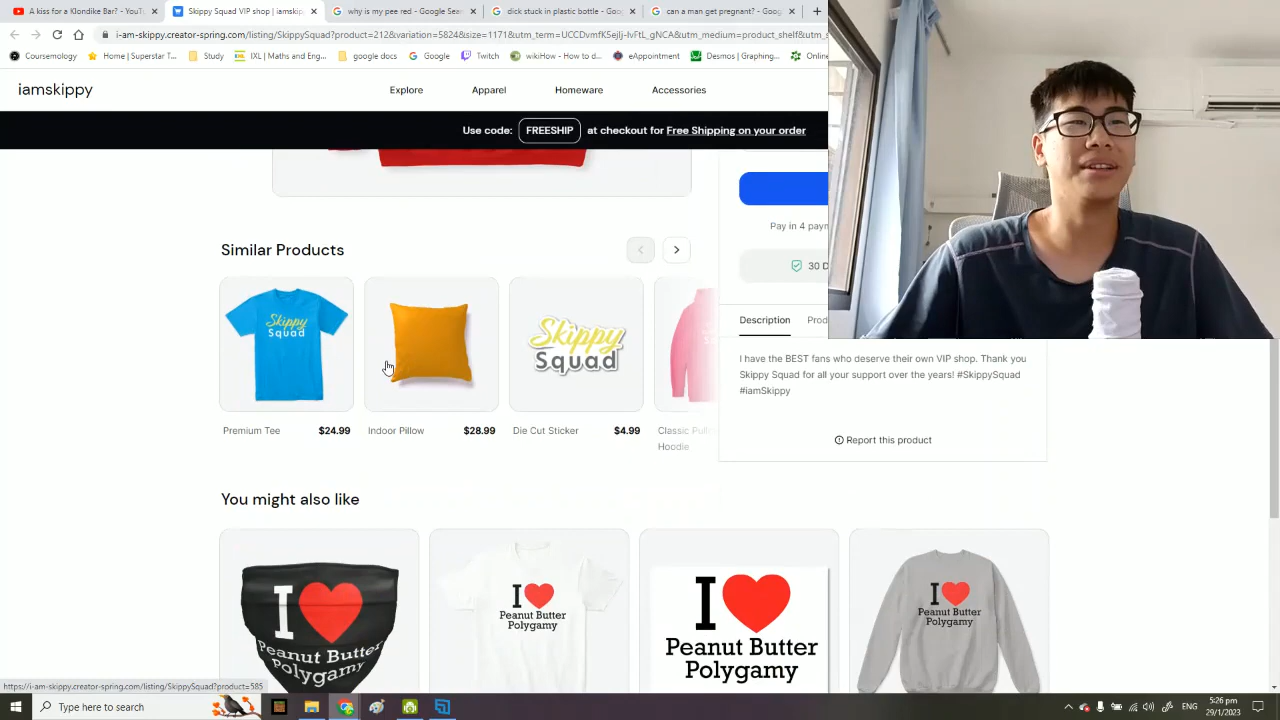 A kiss for a Klondike Bar? - YouTu
Skippy Squad VIP shop | iamskip
why is my pee red - Google Sear
dick stuck in plastic bottle - Goog
can a man get pregnant? - Goog
i-am-skippy.creator-spring.com/listing/SkippySquad?product=212&variation=5824&size=1171&utm_term=UCCDvmfK5ejlj-IvFtL_gNCA&utm_medium=product_shelf&utm_s
Coursemology
Home | Superstar T...
Study
IXL | Maths and Eng...
google docs
Google
Twitch
wikiHow - How to d...
eAppointment
Desmos | Graphing...
Online
iamskippy
Explore
Apparel
Homeware
Accessories
Use code: FREESHIP at checkout for Free Shipping on your order
Pay in 4 paym
30 D
Similar Products
Skippy
Squad
Skippy
Squad
Premium Tee $24.99
Indoor Pillow $28.99
Die Cut Sticker $4.99
Classic Pull
Hoodie
Description
Prod
I have the BEST fans who deserve their own VIP shop. Thank you
Skippy Squad for all your support over the years! #SkippySquad
#iamSkippy
Report this product
You might also like
I
Peanut Butter
Polygamy
I
Peanut Butter
Polygamy
I
Peanut Butter
Polygamy
I
Peanut Butter
Polygamy
https://i-am-skippy.creator-spring.com/listing/SkippySquad?product=585
Type here to search
ENG
5:26 pm
29/1/2023